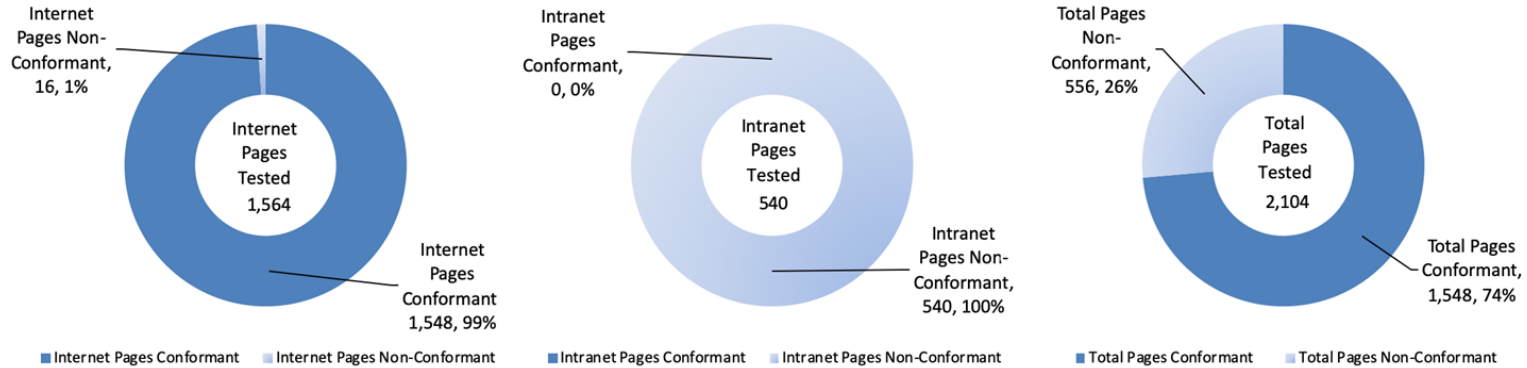 Internet
Pages Non-
Conformant,
16, 1%
Internet
Pages
Tested
1,564
Internet
Pages
Conformant
1,548, 99%
Internet Pages Conformant
Internet Pages Non-Conformant
Intranet
Pages
Conformant,
0, 0%
Intranet
Pages
Tested
540
Intranet
Pages Non-
Conformant,
540, 100%
Intranet Pages Conformant
Intranet Pages Non-Conformant
Total Pages
Non-
Conformant,
556, 26%
Total
Pages
Tested
2,104
Total Pages
Conformant,
1,548, 74%
Total Pages Conformant
Total Pages Non-Conformant